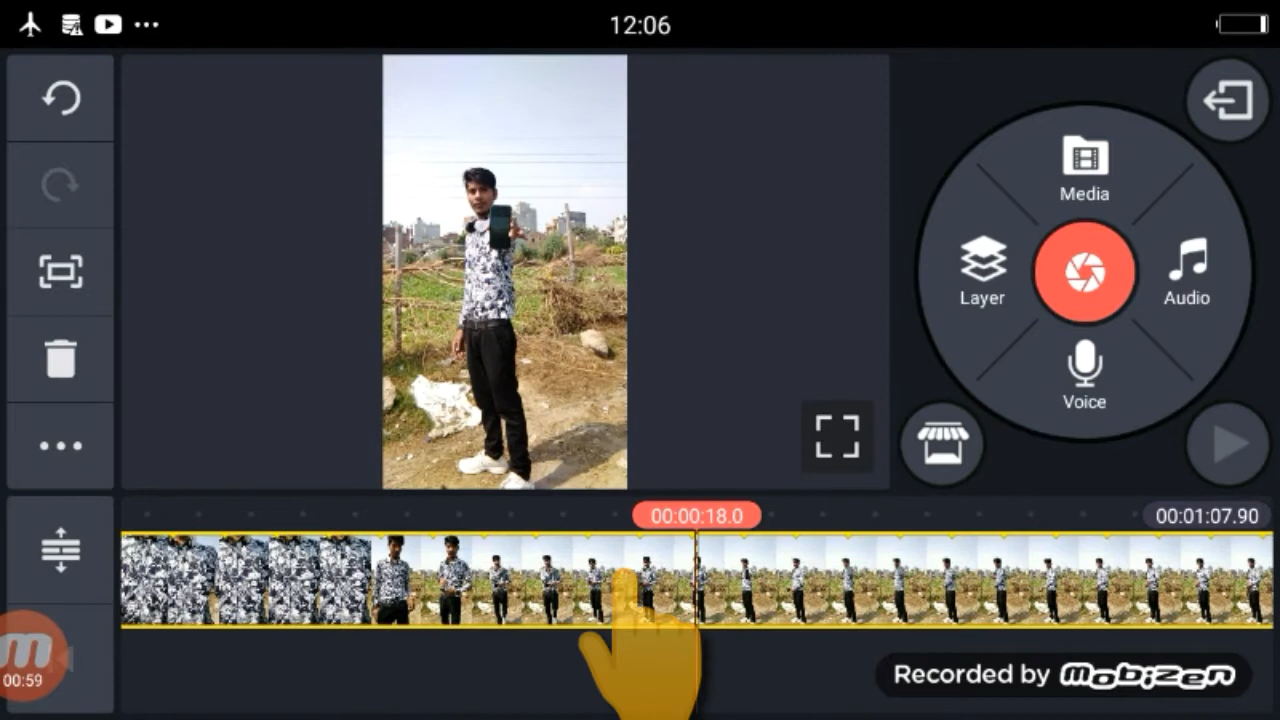 12:06
Media
Layer
Audio
Voice
00:00:18.0
00:01:07.90
00:59
Recorded by mobizen